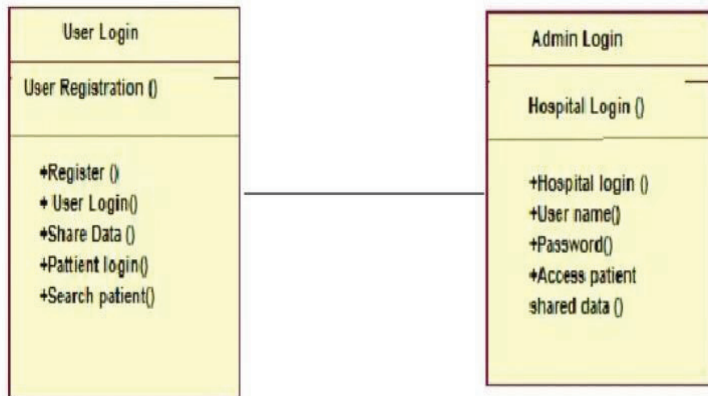 User Login
User Registration ()
+Register ()
+ User Login()
+Share Data ()
+Pattient login()
+Search patient()
Admin Login
Hospital Login ()
+Hospital login ()
+User name()
+Password()
+Access patient
shared data ()